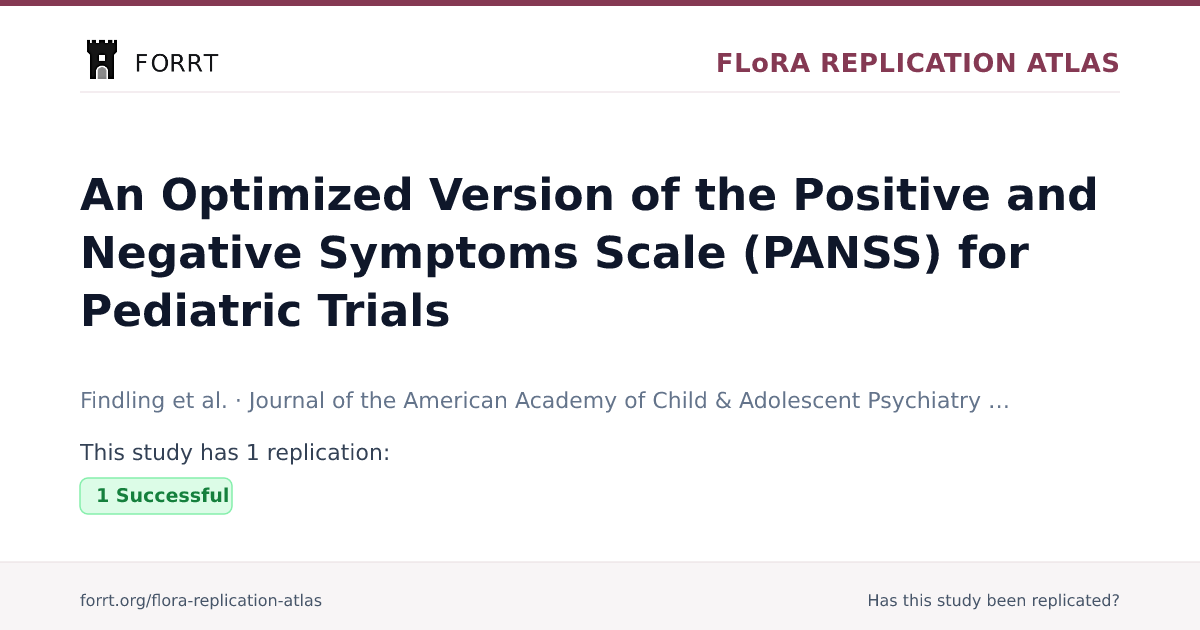 FORRT
FLoRA REPLICATION ATLAS
An Optimized Version of the Positive and
Negative Symptoms Scale (PANSS) for
Pediatric Trials
Findling et al. · Journal of the American Academy of Child & Adolescent Psychiatry ...
This study has 1 replication:
1 Successful
forrt.org/flora-replication-atlas
Has this study been replicated?